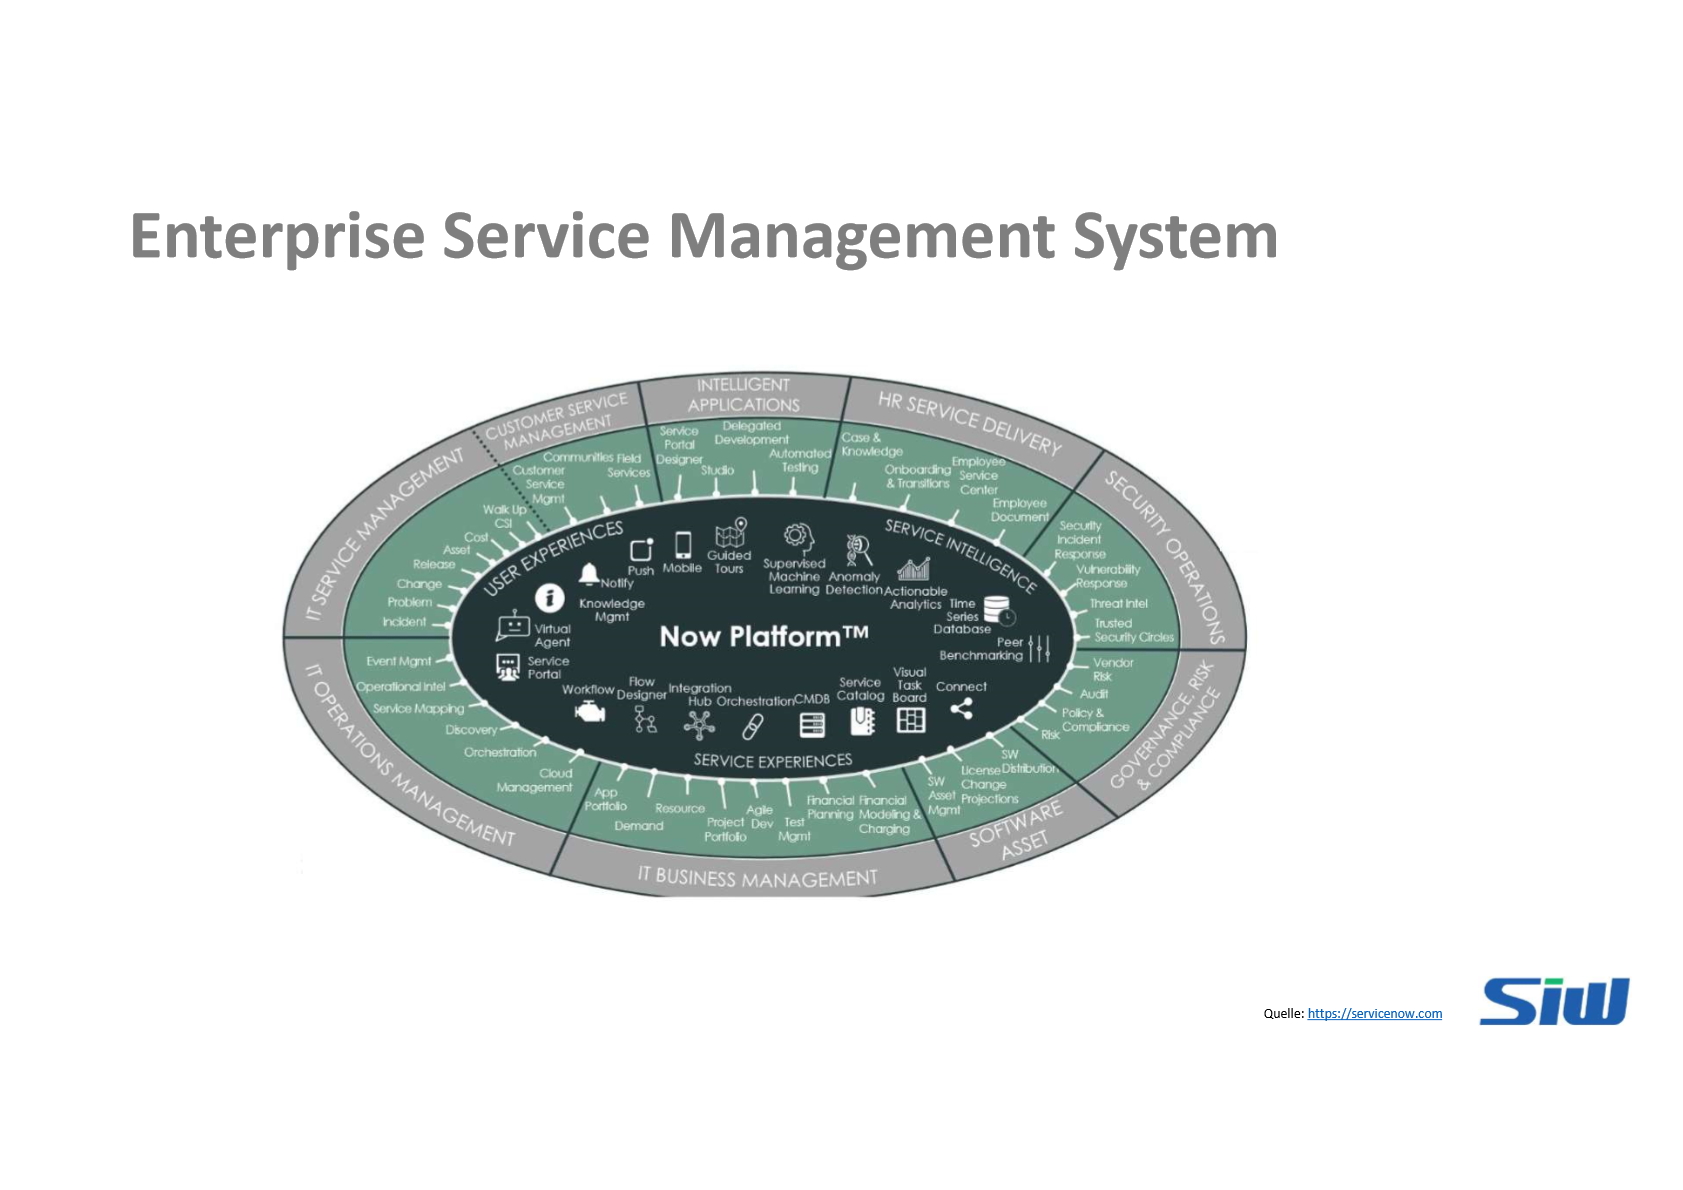 Enterprise Service Management System
IT SERVICE MANAGEMENT
CUSTOMER SERVICE
MANAGEMENT
INTELLIGENT
APPLICATIONS
HR SERVICE DELIVERY
SECURITY OPERATIONS
GOVERNANCE, RISK
& COMPLIANCE
SOFTWARE
ASSET
IT BUSINESS MANAGEMENT
IT OPERATIONS MANAGEMENT
Incident
Problem
Change
Release
Asset
Cost
CSI
Walk Up
Customer
Service
Mgmt
Communities
Field
Services
Service
Portal
Designer
Studio
Delegated
Development
Automated
Testing
Case &
Knowledge
Onboarding
& Transitions
Employee
Service
Center
Employee
Document
Security
Incident
Response
Vulnerability
Response
Threat Intel
Trusted
Security Circles
Vendor
Risk
Audit
Policy &
Compliance
Risk
SW
Distribution
License
Change
Projections
SW
Asset
Mgmt
Financial
Modeling &
Charging
Financial
Planning
Test
Mgmt
Agile
Dev
Project
Portfolio
Resource
Demand
App
Portfolio
Cloud
Management
Orchestration
Discovery
Service Mapping
Operational Intel
Event Mgmt
USER EXPERIENCES
SERVICE INTELLIGENCE
Push
Mobile
Guided
Tours
Supervised
Machine
Learning
Anomaly
Detection
Actionable
Analytics
Time
Series
Database
Peer
Benchmarking
Notify
Knowledge
Mgmt
Virtual
Agent
Service
Portal
Now Platform™
Workflow
Flow
Designer
Integration
Hub
Orchestration
CMDB
Service
Catalog
Visual
Task
Board
Connect
SERVICE EXPERIENCES
Quelle: https://servicenow.com
SIW